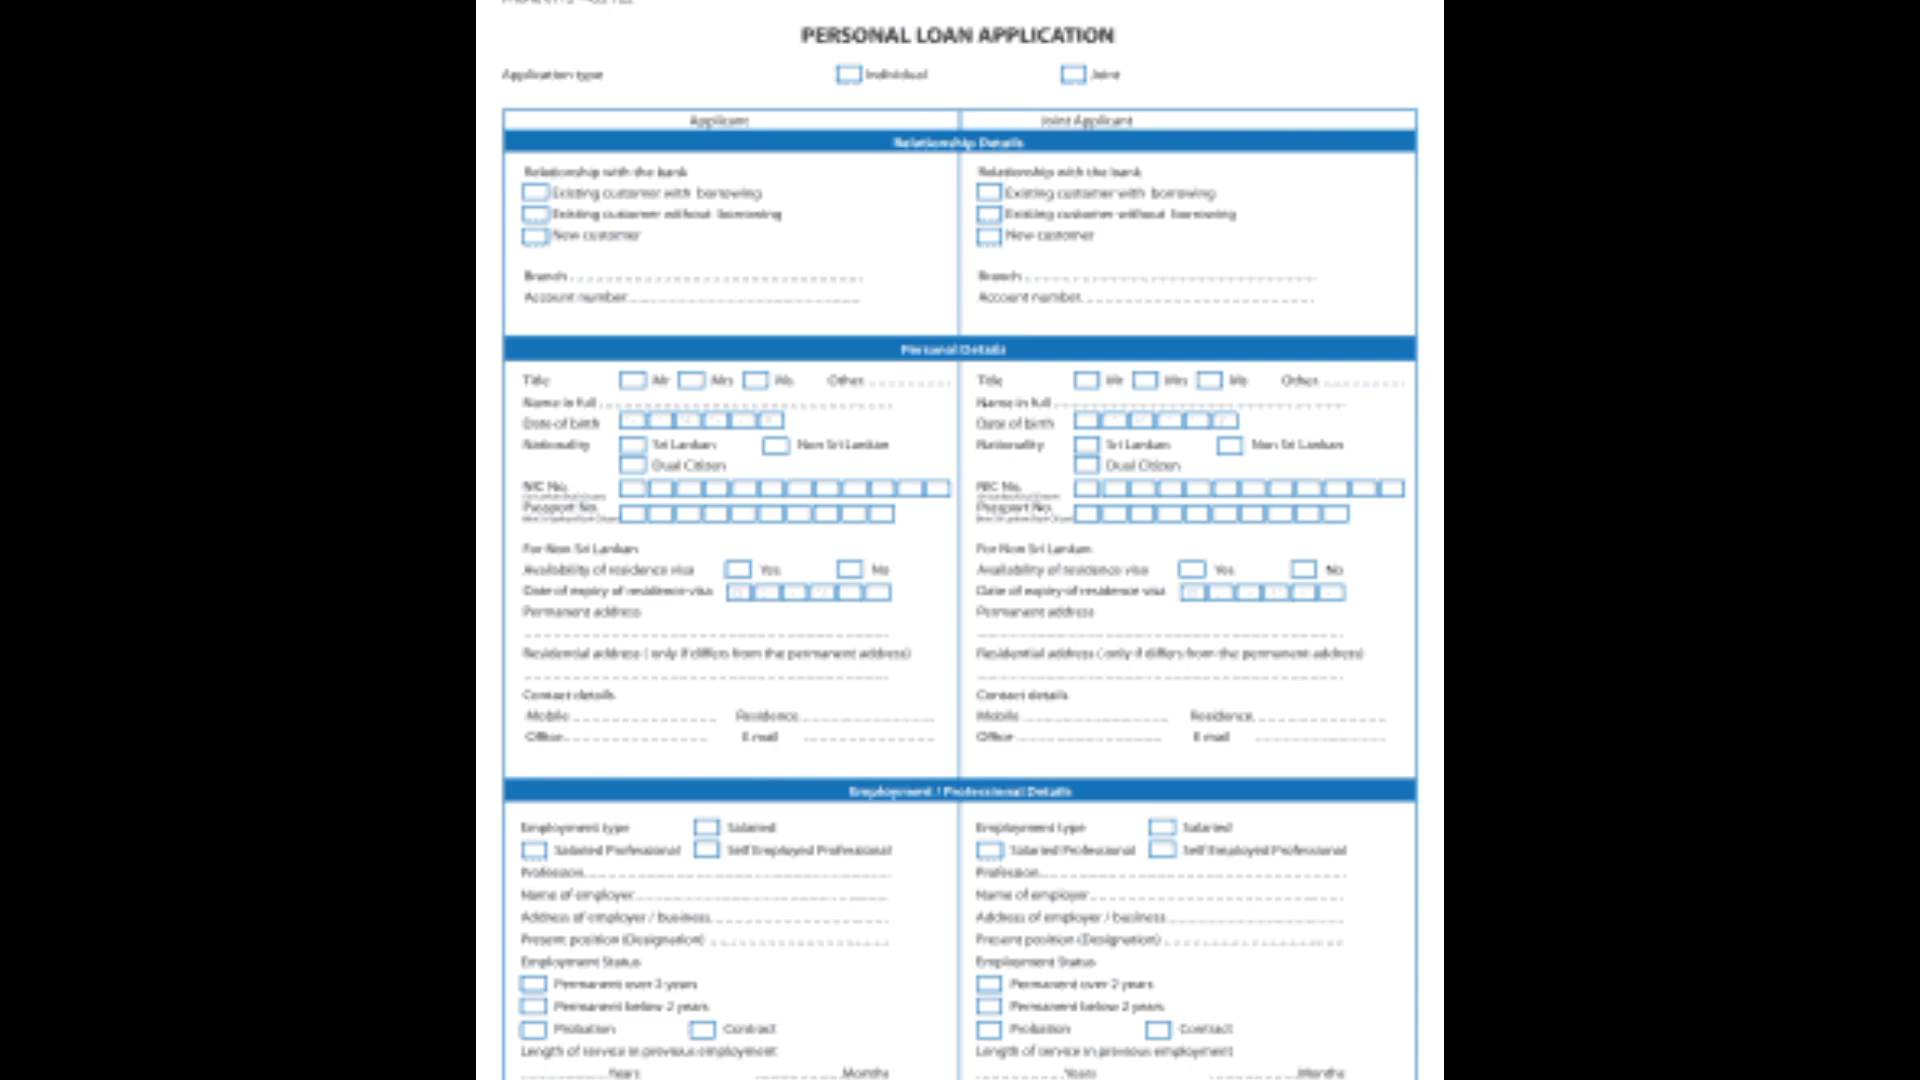 PERSONAL LOAN APPLICATION
Application type Individual Joint
Applicant Joint Applicant
Relationship Details
Relationship with the bank Relationship with the bank
Existing customer with borrowing Existing customer with borrowing
Existing customer without borrowing Existing customer without borrowing
New customer New customer
Branch Branch
Account number Account number
Personal Details
Title Mr Mrs Ms Other Title Mr Mrs Ms Other
Name in full Name in full
Date of birth Date of birth
Nationality Sri Lankan Non Sri Lankan Nationality Sri Lankan Non Sri Lankan
Dual Citizen Dual Citizen
NIC No. NIC No.
Passport No. Passport No.
For Non Sri Lankan For Non Sri Lankan
Availability of residence visa Yes No Availability of residence visa Yes No
Date of expiry of residence visa Date of expiry of residence visa
Permanent address Permanent address
Residential address ( only if differs from the permanent address) Residential address ( only if differs from the permanent address)
Contact details Contact details
Mobile Residence Mobile Residence
Office E mail Office E mail
Employment / Professional Details
Employment type Salaried Employment type Salaried
Salaried Professional Self Employed Professional Salaried Professional Self Employed Professional
Profession Profession
Name of employer Name of employer
Address of employer / business Address of employer / business
Present position (Designation) Present position (Designation)
Employment Status Employment Status
Permanent over 2 years Permanent over 2 years
Permanent below 2 years Permanent below 2 years
Probation Contract Probation Contract
Length of service in previous employment Length of service in previous employment
Years Months Years Months